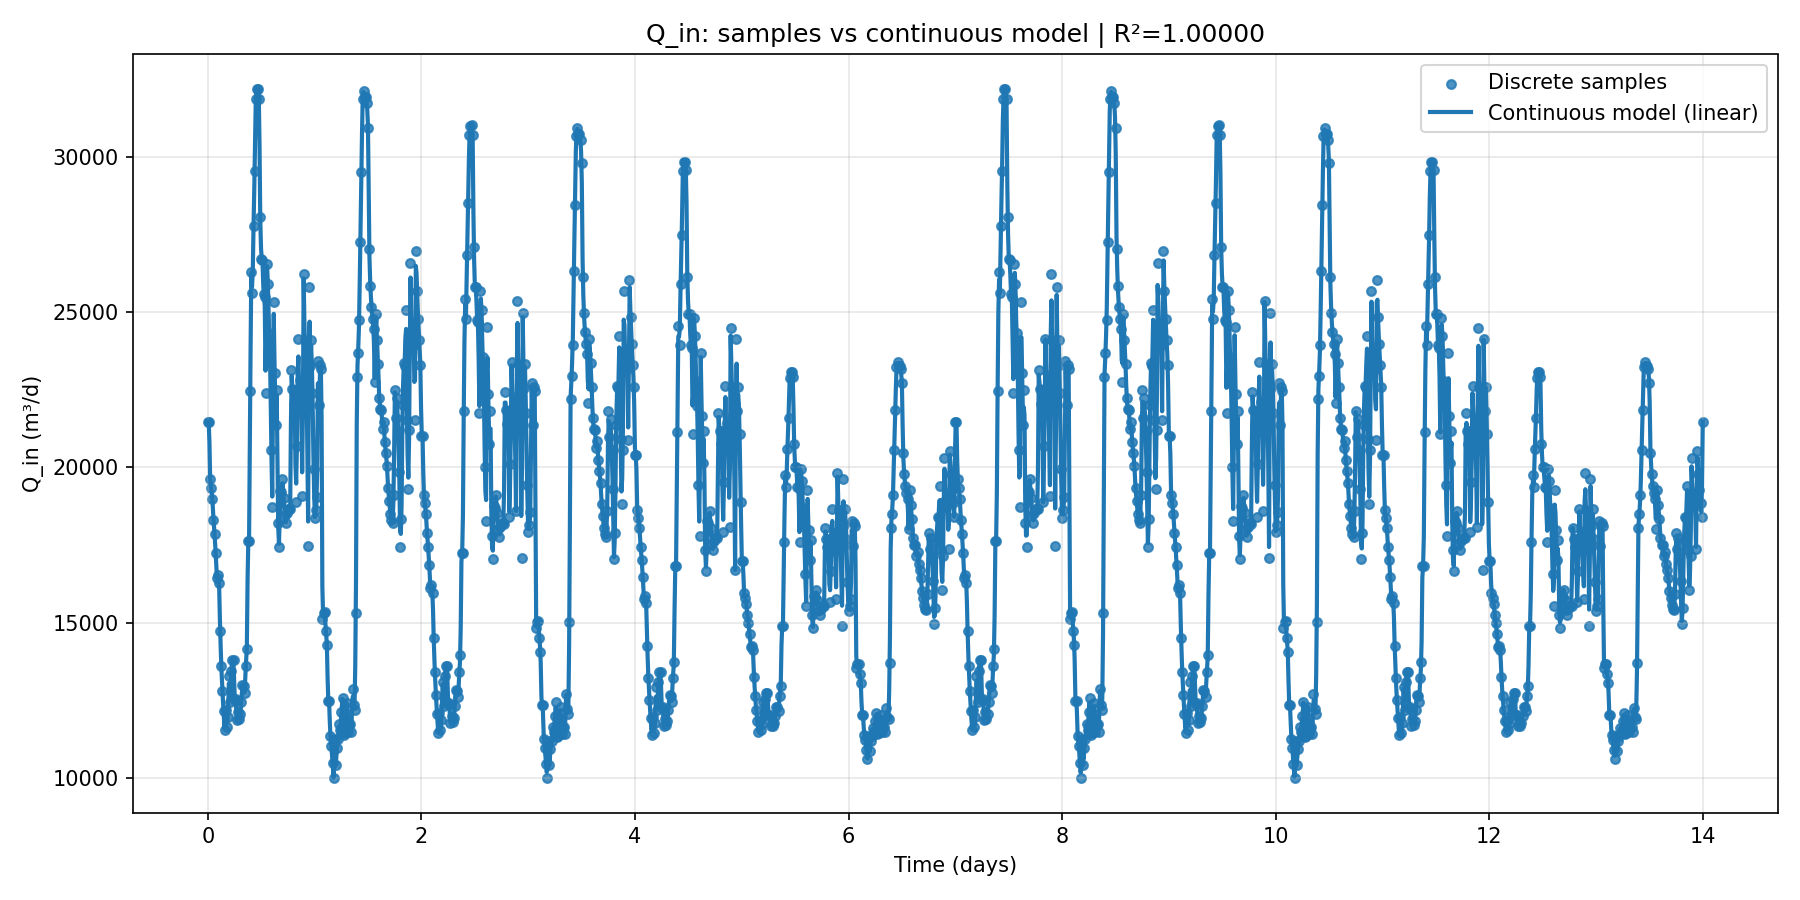 Q_in: samples vs continuous model | R²=1.00000
Discrete samples
Continuous model (linear)
Q_in (m³/d)
30000
25000
20000
15000
10000
0 2 4 6 8 10 12 14
Time (days)